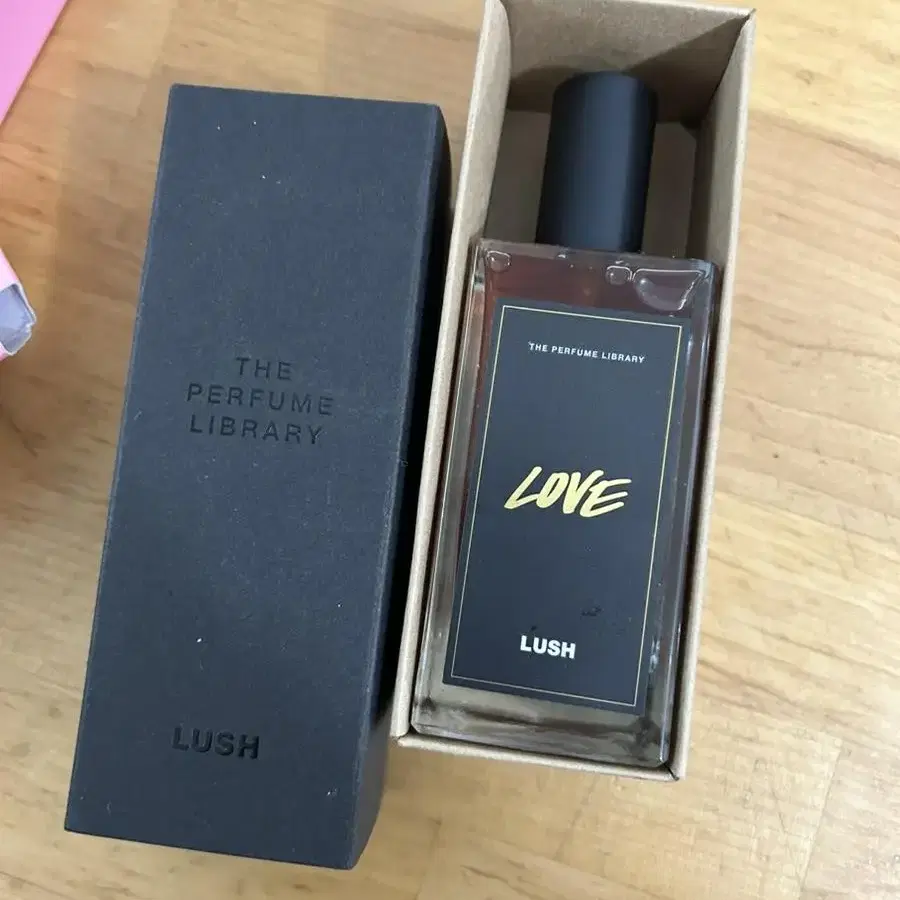 THE
PERFUME
LIBRARY
LUSH
THE PERFUME LIBRARY
LOVE
LUSH